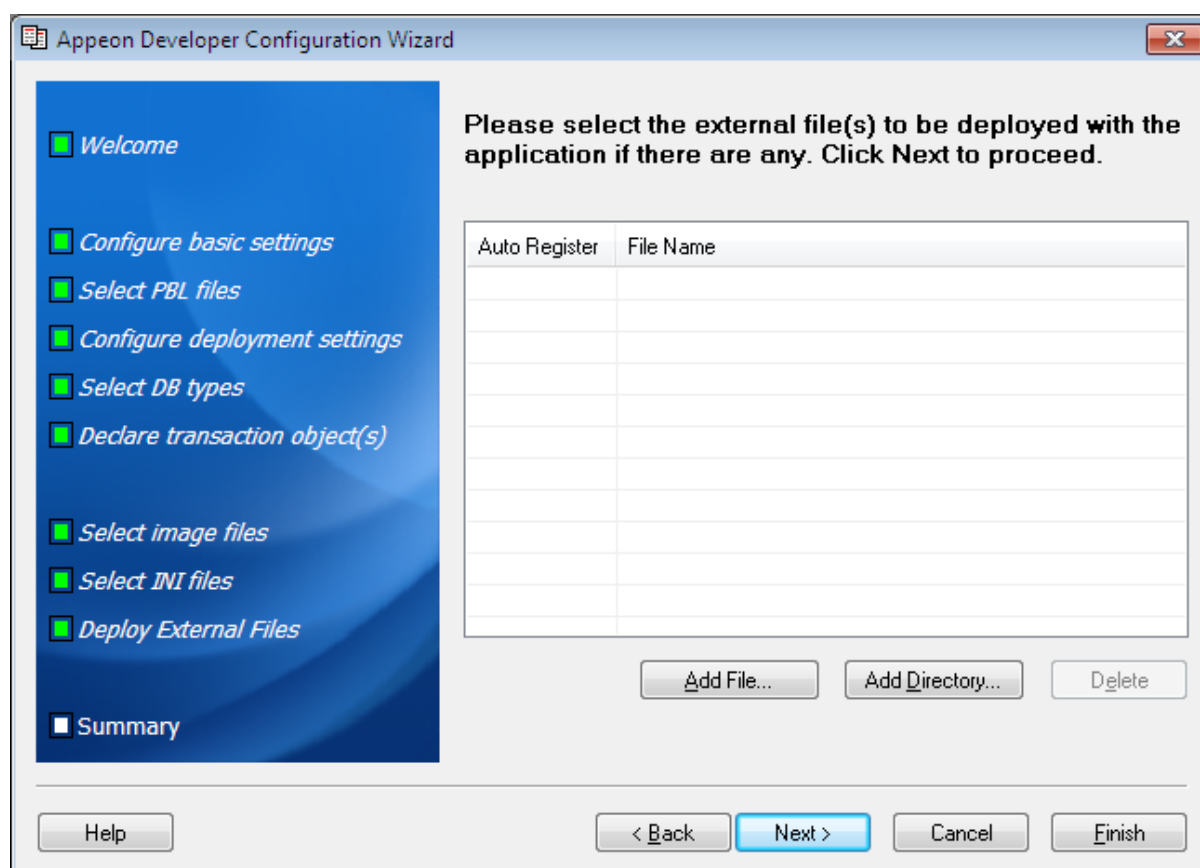 Appeon Developer Configuration Wizard
Welcome
Configure basic settings
Select PBL files
Configure deployment settings
Select DB types
Declare transaction object(s)
Select image files
Select INI files
Deploy External Files
Summary
Please select the external file(s) to be deployed with the
application if there are any. Click Next to proceed.
Auto Register File Name
Add File... Add Directory... Delete
Help < Back Next > Cancel Finish